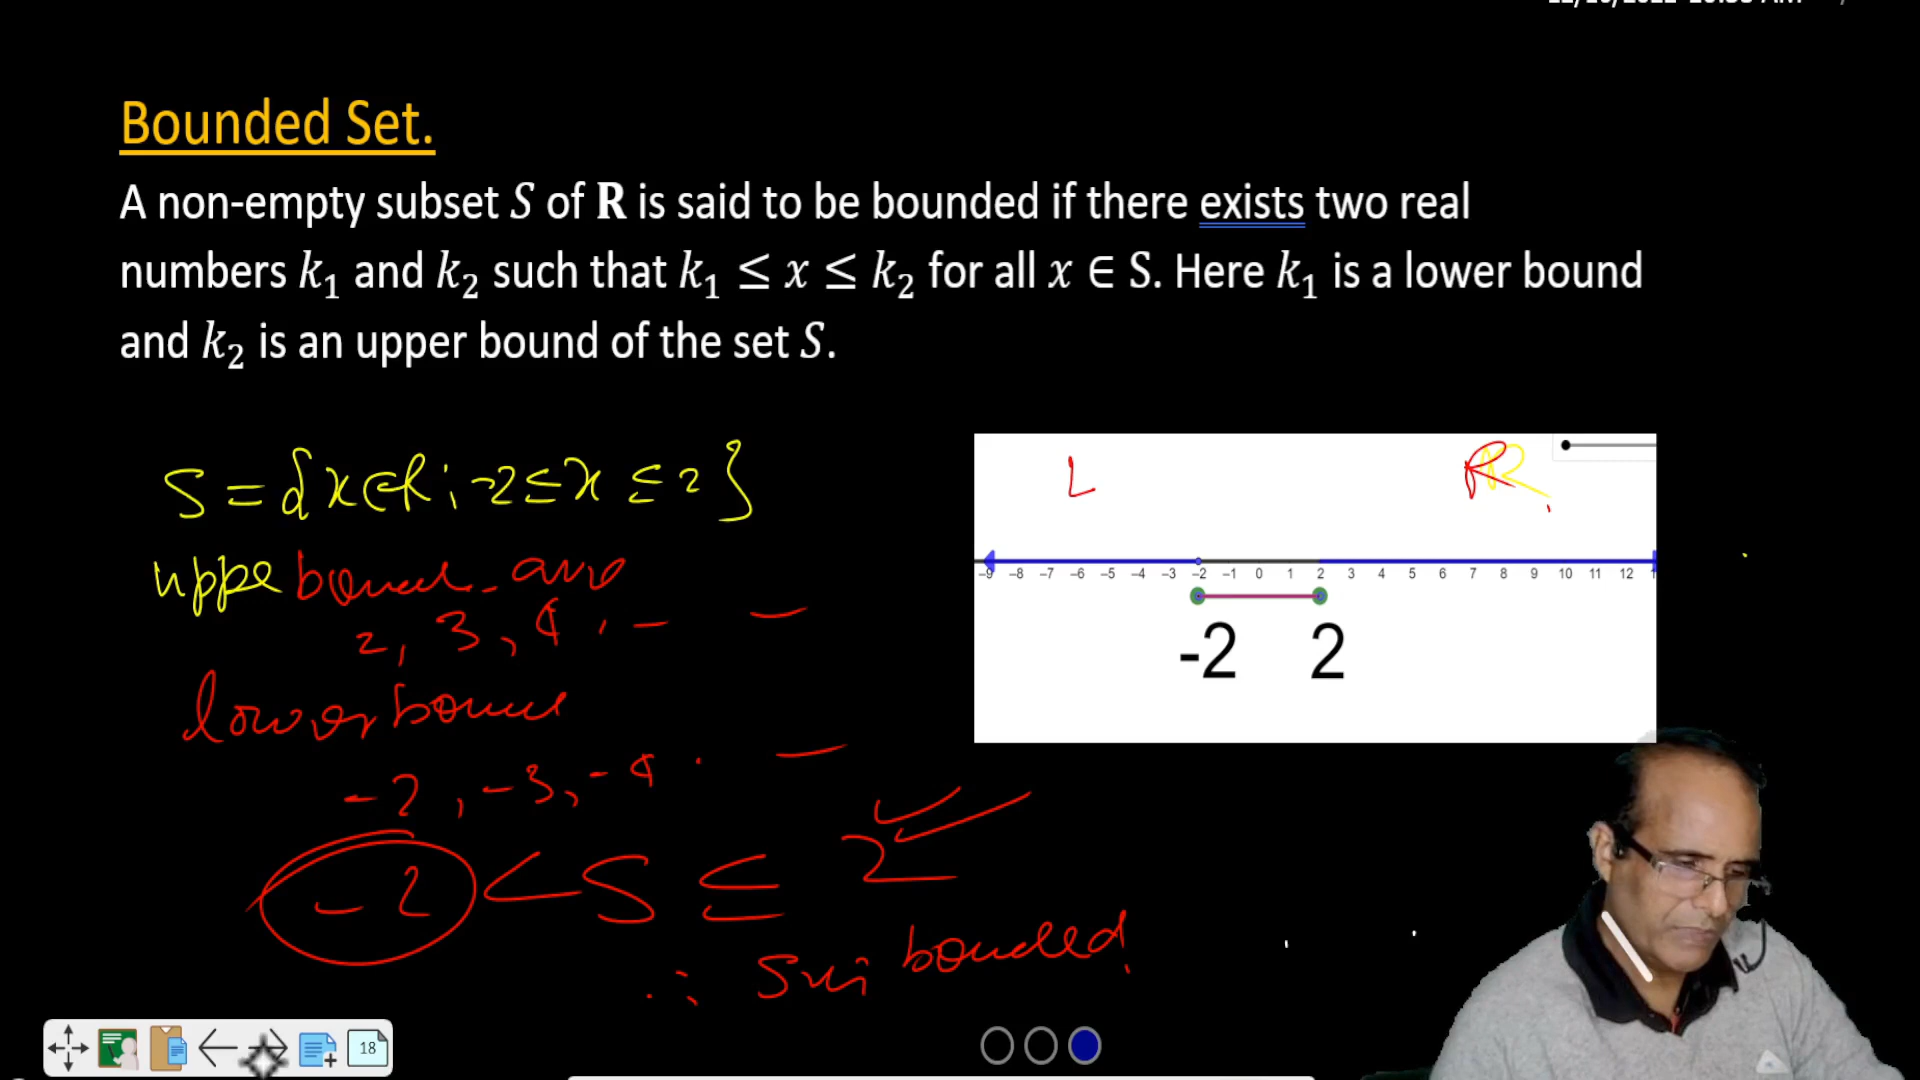 Bounded Set.
A non-empty subset S of R is said to be bounded if there exists two real
numbers k₁ and k₂ such that k₁ ≤ x ≤ k₂ for all x ∈ S. Here k₁ is a lower bound
and k₂ is an upper bound of the set S.
S = {x ∈ R ; -2 ≤ x ≤ 2}
uppe bound are
2, 3, 4, - -
lower bound
-2, -3, -4 . -
-2 < S ≤ 2
∴ S is bounded
L R R
-9 -8 -7 -6 -5 -4 -3 -2 -1 0 1 2 3 4 5 6 7 8 9 10 11 12
-2 2
18